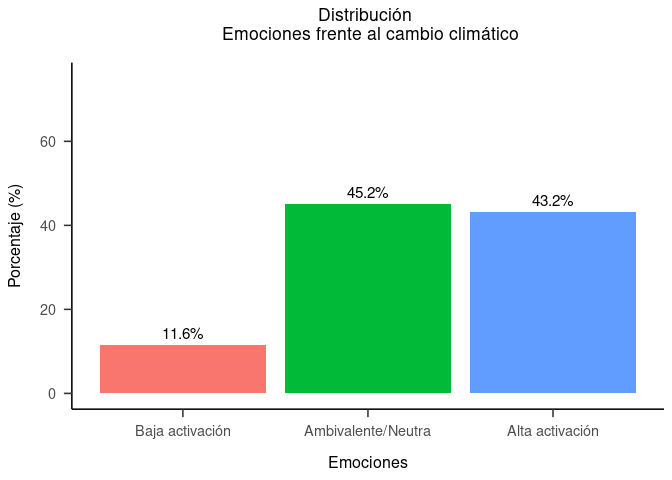 Distribución
Emociones frente al cambio climático
Porcentaje (%)
60
40
20
0
11.6%
45.2%
43.2%
Baja activación
Ambivalente/Neutra
Alta activación
Emociones